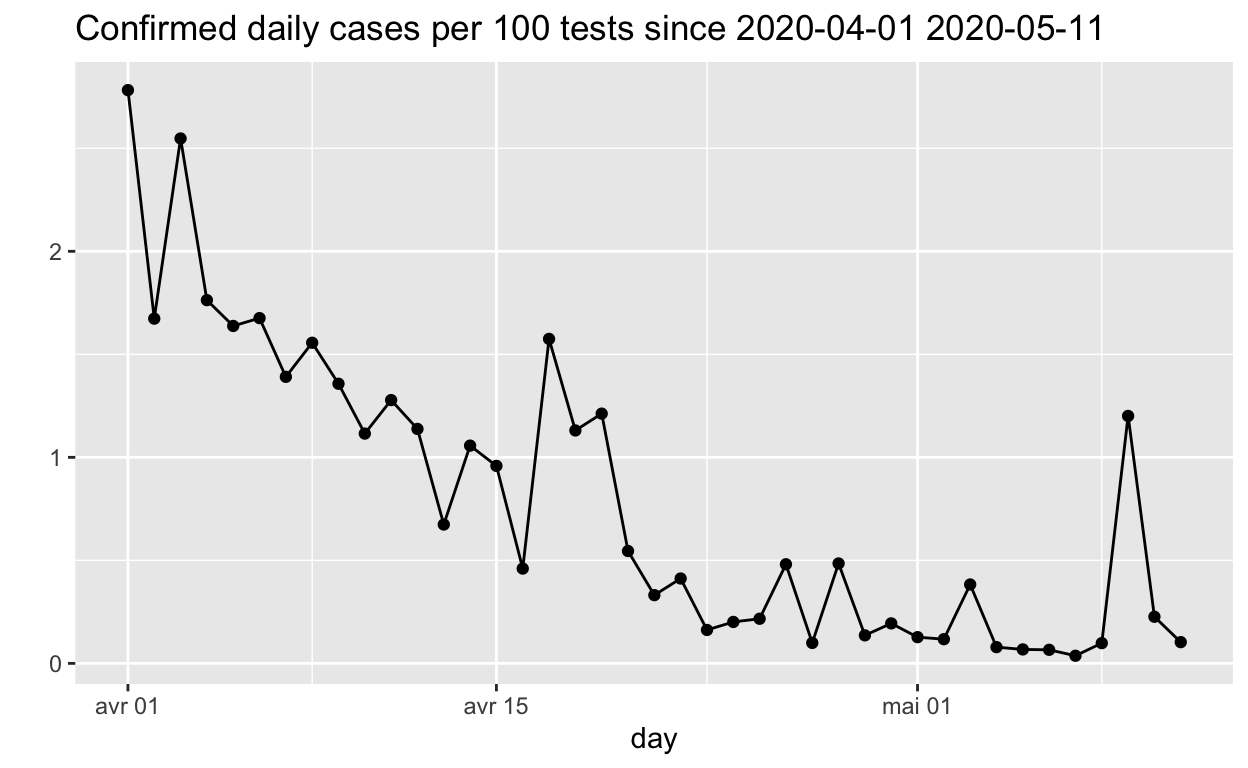 Confirmed daily cases per 100 tests since 2020-04-01 2020-05-11
2
1
0
avr 01
avr 15
mai 01
day